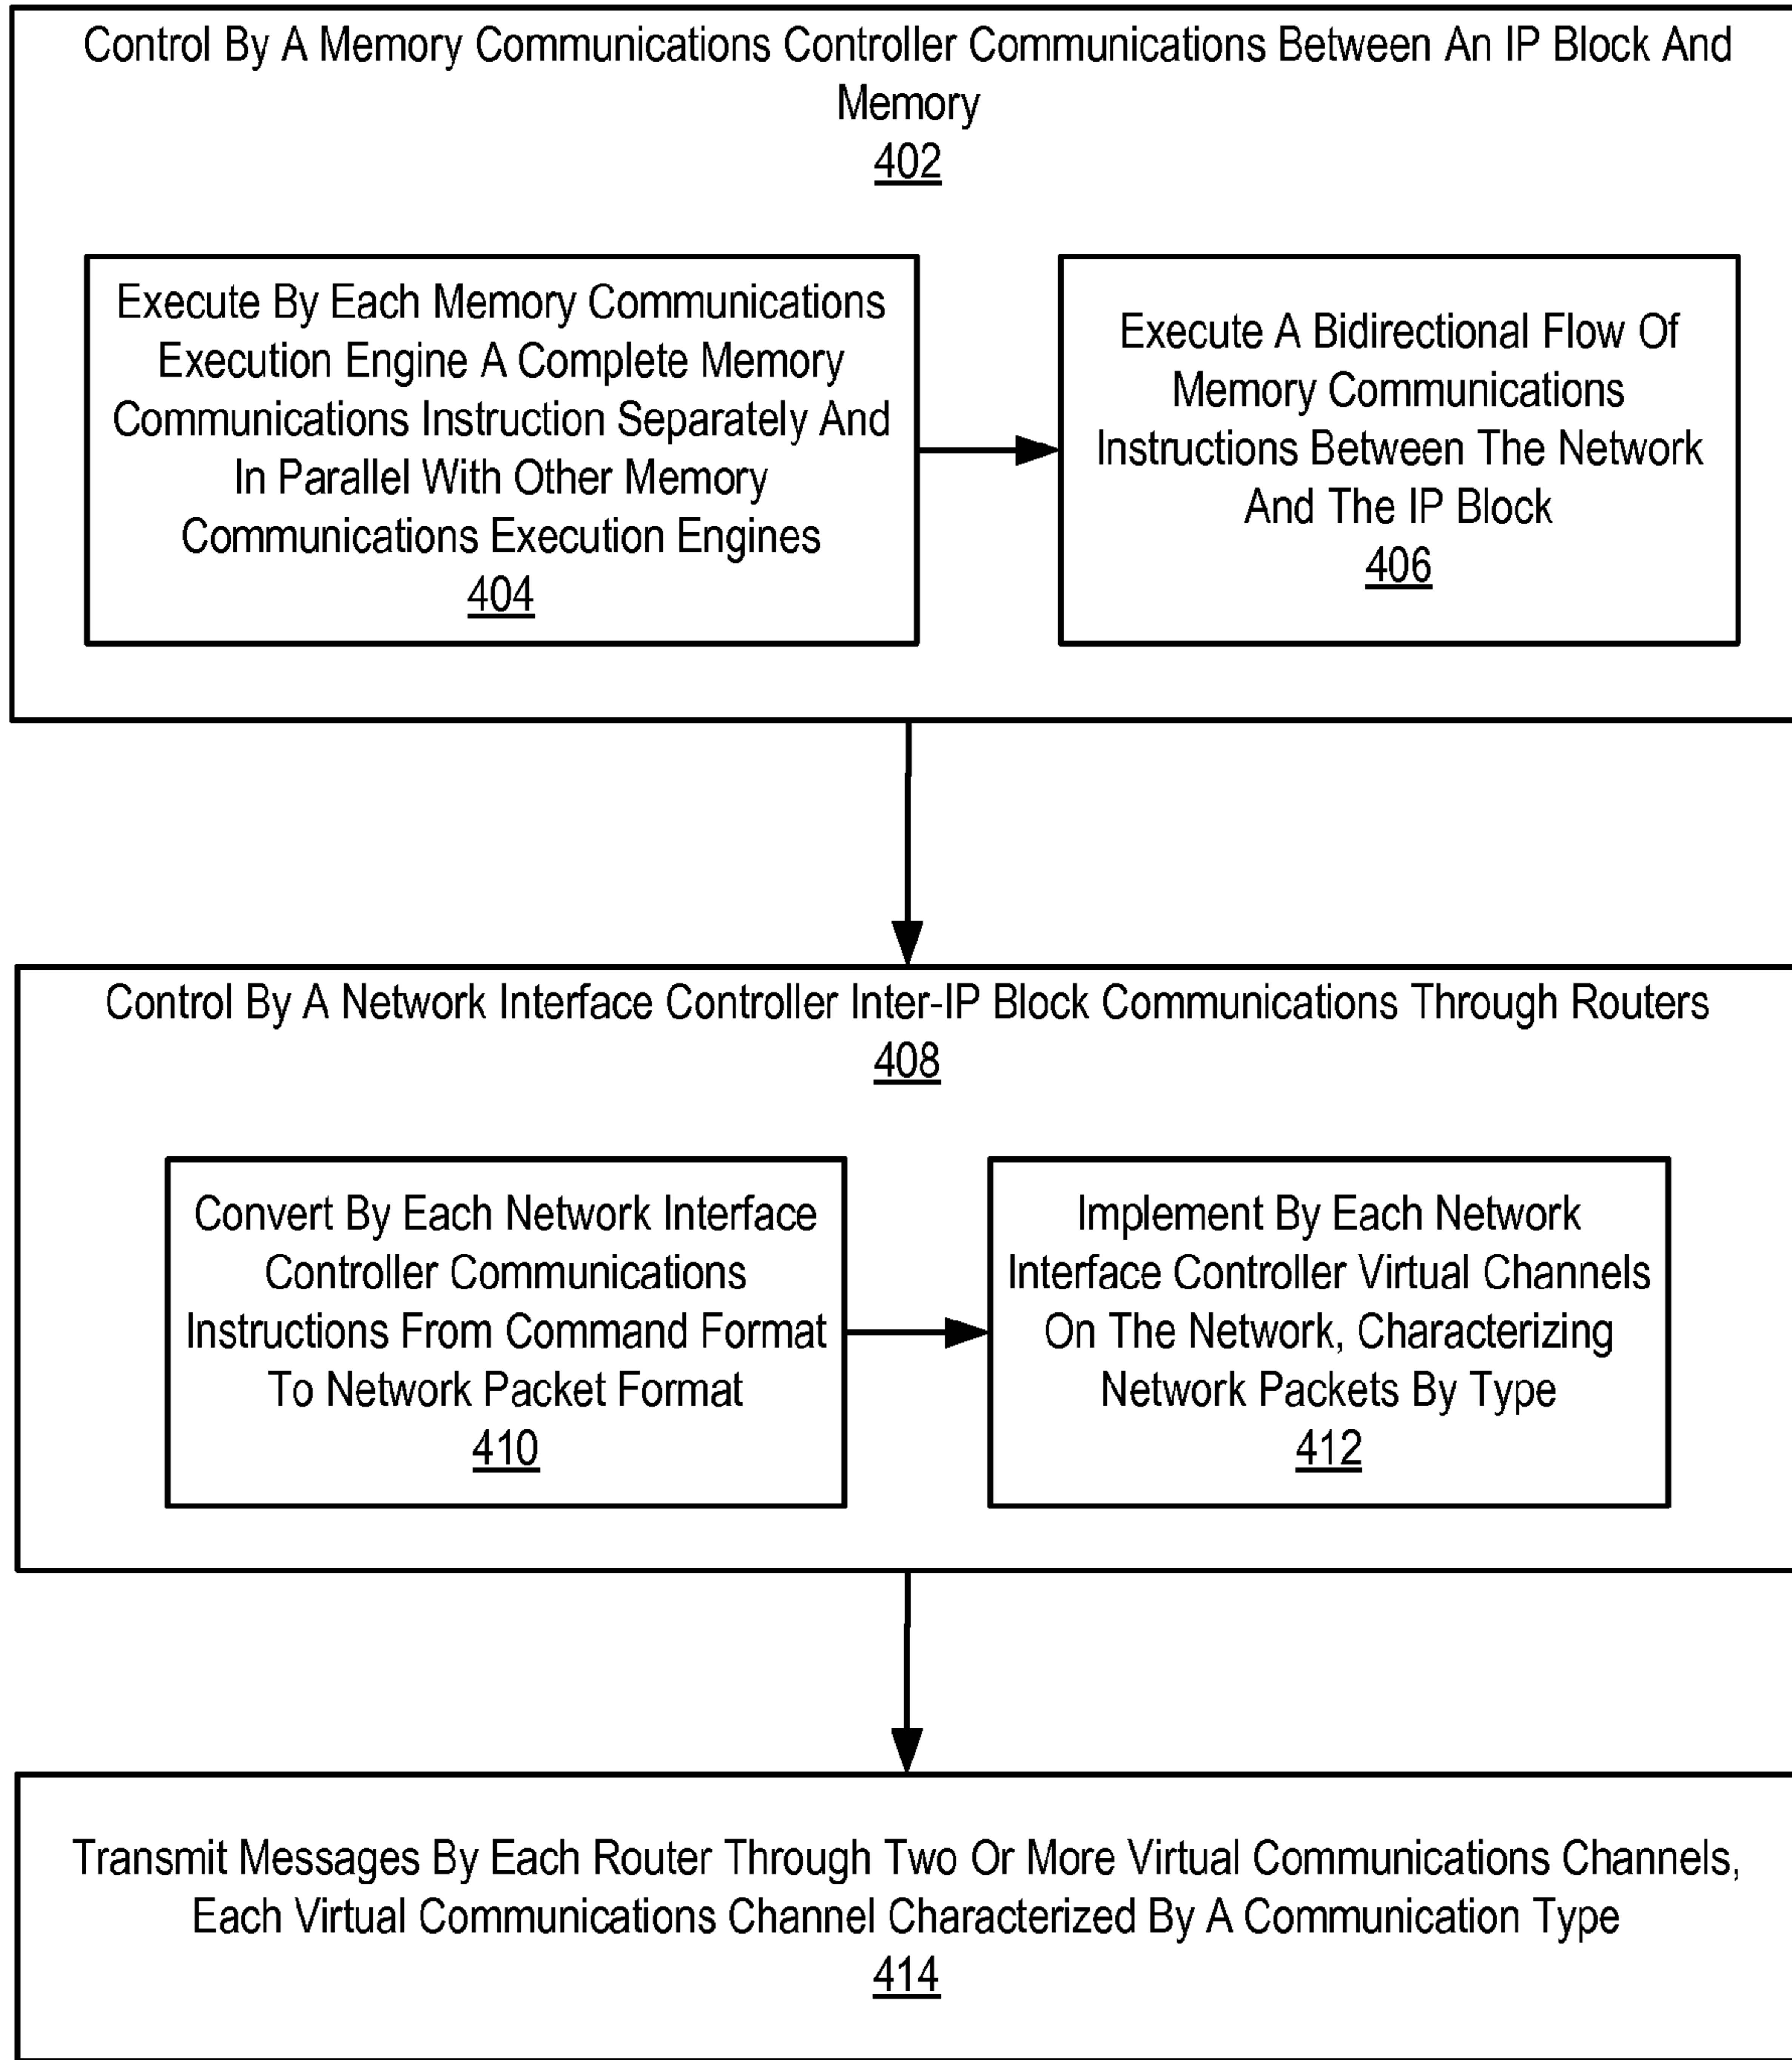 Control By A Memory Communications Controller Communications Between An IP Block And
Memory
402
Execute By Each Memory Communications
Execution Engine A Complete Memory
Communications Instruction Separately And
In Parallel With Other Memory
Communications Execution Engines
404
Execute A Bidirectional Flow Of
Memory Communications
Instructions Between The Network
And The IP Block
406
Control By A Network Interface Controller Inter-IP Block Communications Through Routers
408
Convert By Each Network Interface
Controller Communications
Instructions From Command Format
To Network Packet Format
410
Implement By Each Network
Interface Controller Virtual Channels
On The Network, Characterizing
Network Packets By Type
412
Transmit Messages By Each Router Through Two Or More Virtual Communications Channels,
Each Virtual Communications Channel Characterized By A Communication Type
414